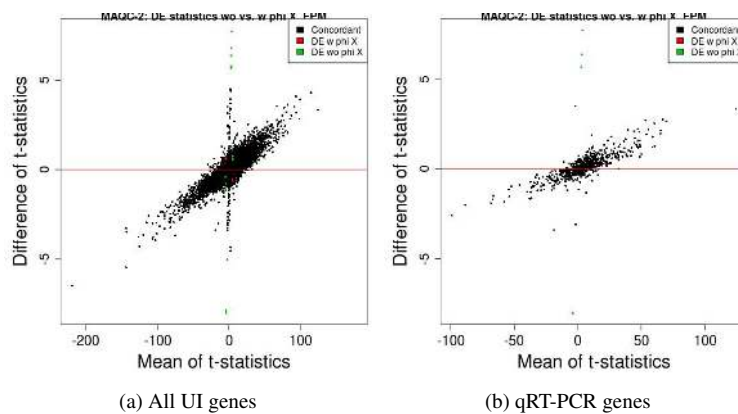 MAQC-2: DE statistics wo vs. w phi X, FPM
Concordant
DE w phi X
DE wo phi X
Difference of t-statistics
5
0
-5
-200 -100 0 100
Mean of t-statistics
(a) All UI genes
MAQC-2: DE statistics wo vs. w phi X, FPM
Concordant
DE w phi X
DE wo phi X
Difference of t-statistics
5
0
-5
-100 -50 0 50 100
Mean of t-statistics
(b) qRT-PCR genes